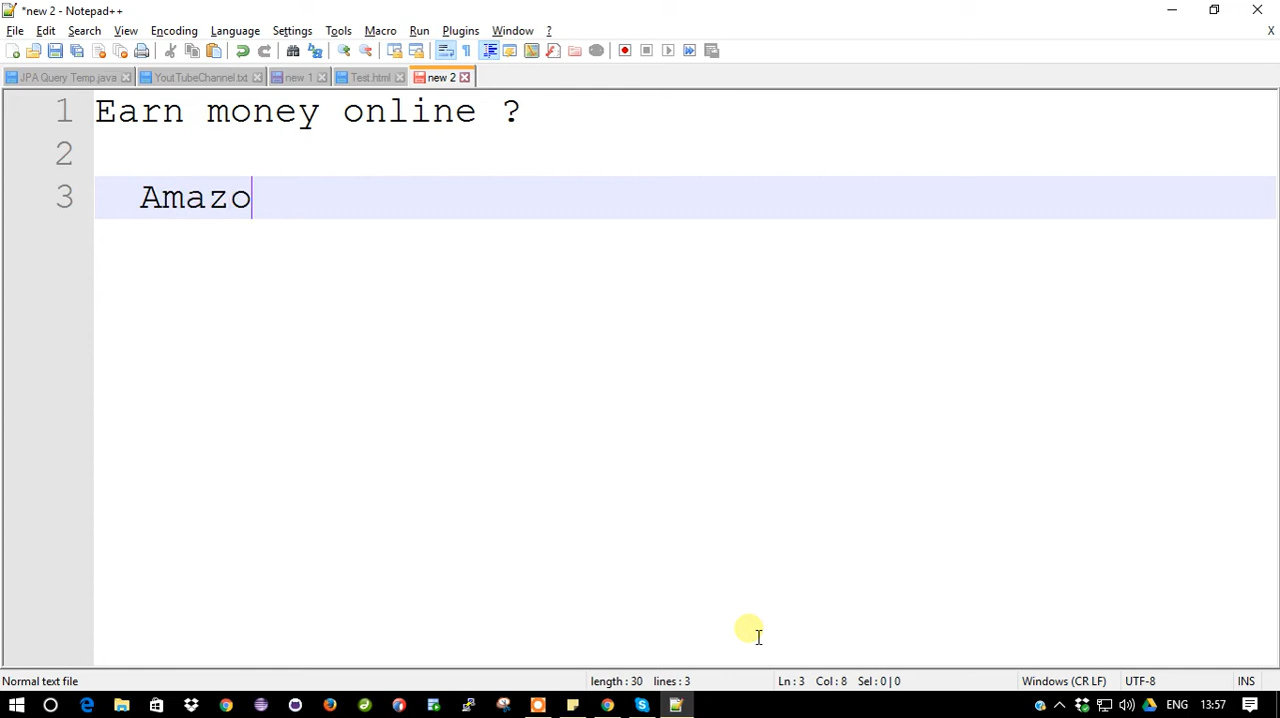 *new 2 - Notepad++
File Edit Search View Encoding Language Settings Tools Macro Run Plugins Window ? X
JPA Query Temp.java YoutTubeChannel.txt new 1 Test.html new 2
1 Earn money online ?
2
3 Amazo
Normal text file length : 30 lines : 3 Ln : 3 Col : 8 Sel : 0 | 0 Windows (CR LF) UTF-8 INS
ENG 13:57